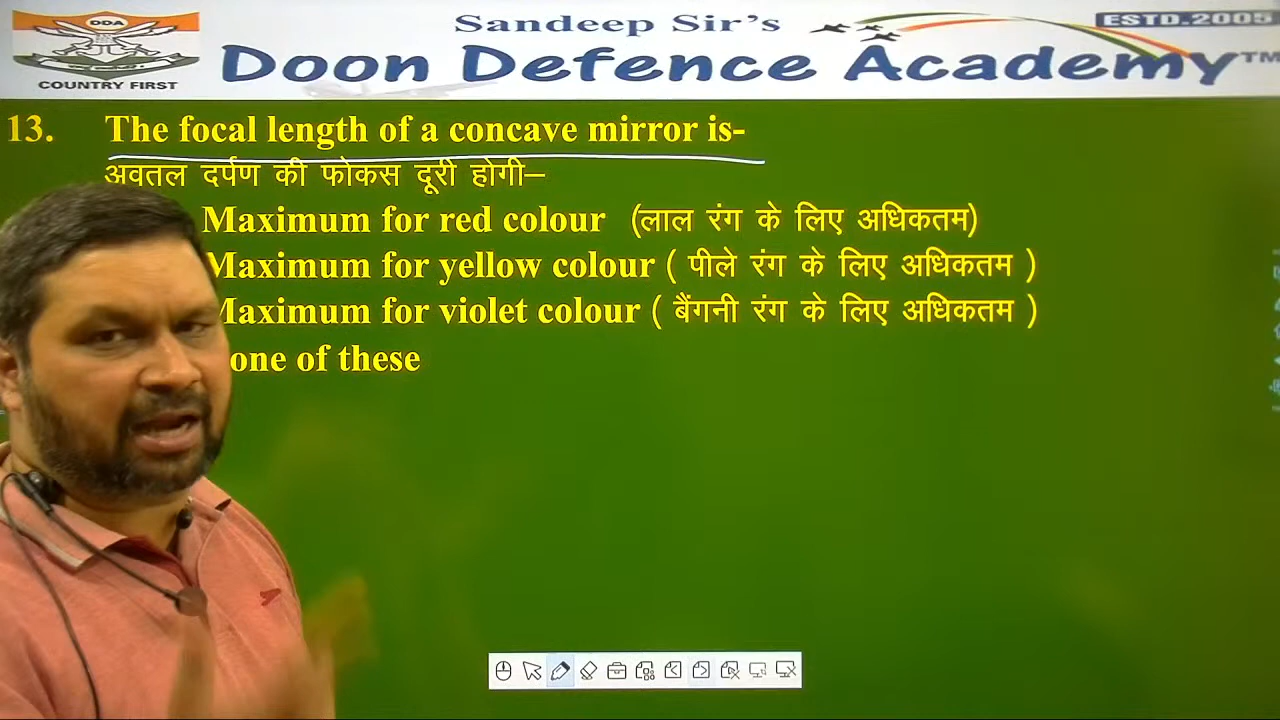 DDA
COUNTRY FIRST
Sandeep Sir's
ESTD.2005
Doon Defence Academy™
13. The focal length of a concave mirror is-
अवतल दर्पण की फोकस दूरी होगी–
Maximum for red colour (लाल रंग के लिए अधिकतम)
Maximum for yellow colour ( पीले रंग के लिए अधिकतम )
Maximum for violet colour ( बैंगनी रंग के लिए अधिकतम )
one of these